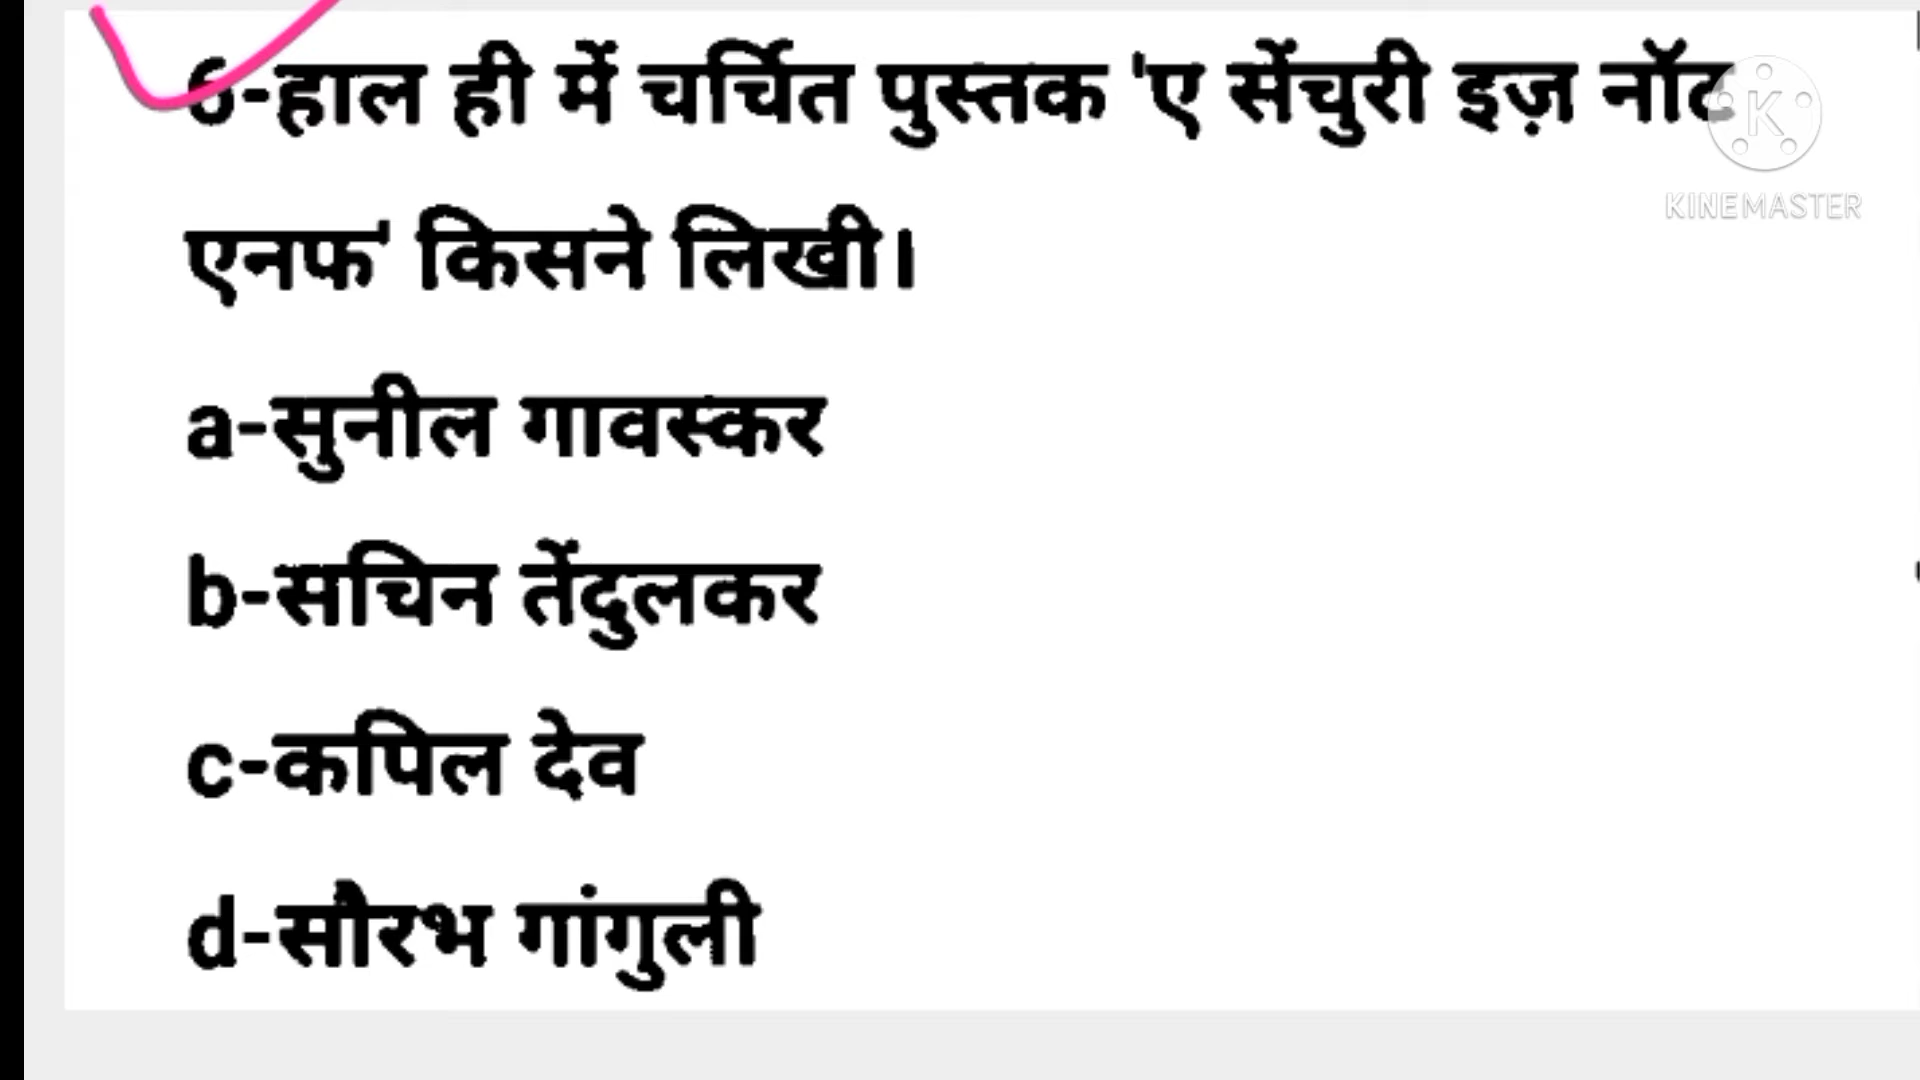 6-हाल ही में चर्चित पुस्तक 'ए सेंचुरी इज़ नॉट
KINEMASTER
एनफ' किसने लिखी।
a-सुनील गावस्कर
b-सचिन तेंदुलकर
c-कपिल देव
d-सौरभ गांगुली